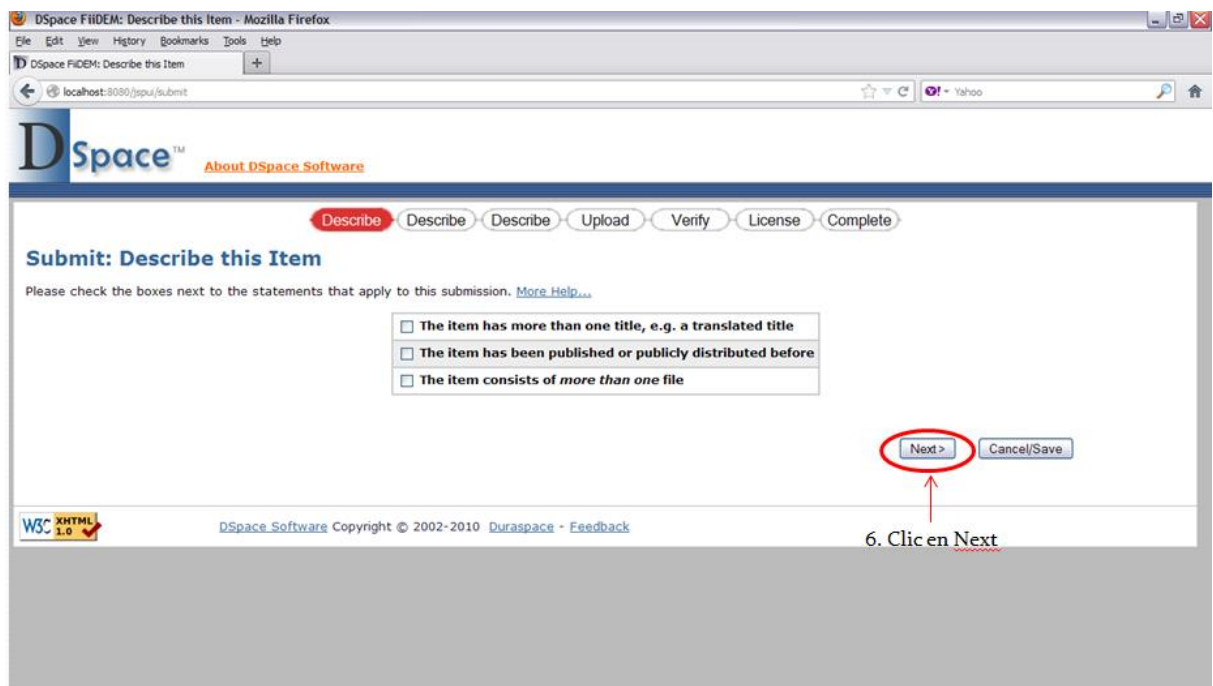 DSpace FiiDEM: Describe this Item - Mozilla Firefox
File Edit View History Bookmarks Tools Help
DSpace FiiDEM: Describe this Item +
localhost:8080/jspui/submit Yahoo
DSpace™ About DSpace Software
Describe Describe Describe Upload Verify License Complete
Submit: Describe this Item
Please check the boxes next to the statements that apply to this submission. More Help...
The item has more than one title, e.g. a translated title
The item has been published or publicly distributed before
The item consists of more than one file
Next > Cancel/Save
W3C XHTML 1.0 DSpace Software Copyright © 2002-2010 Duraspace - Feedback
6. Clic en Next